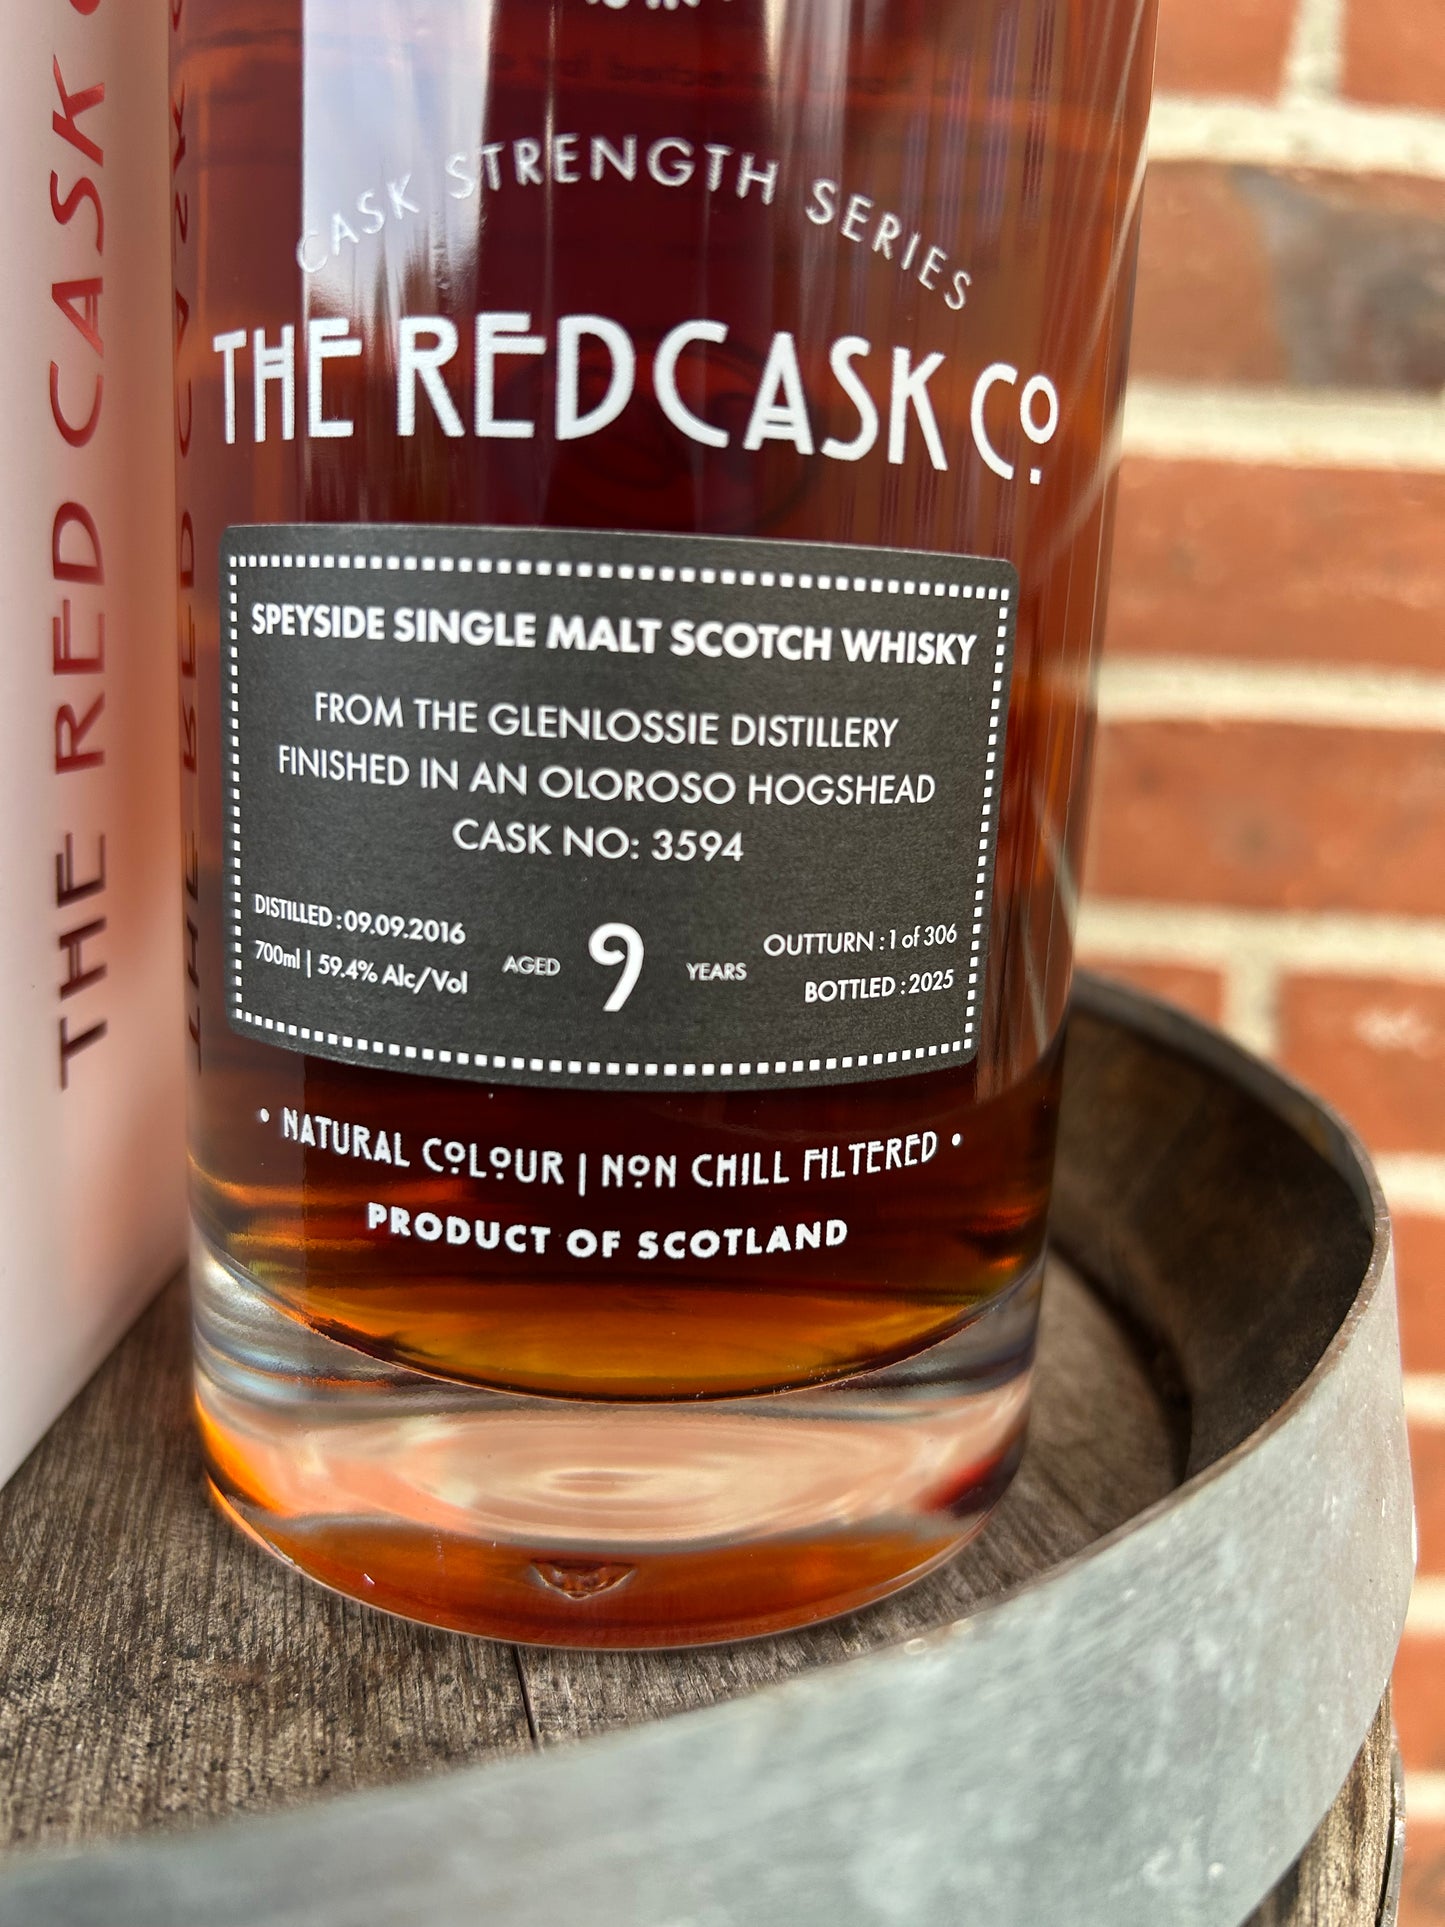 CASK STRENGTH SERIES
THE RED CASK Co.
SPEYSIDE SINGLE MALT SCOTCH WHISKY
FROM THE GLENLOSSIE DISTILLERY
FINISHED IN AN OLOROSO HOGSHEAD
CASK NO: 3594
DISTILLED : 09.09.2016
700ml | 59.4% Alc/Vol
AGED 9 YEARS
OUTTURN : 1 of 306
BOTTLED : 2025
• NATURAL COLOUR | NON CHILL FILTERED •
PRODUCT OF SCOTLAND
THE RED CASK